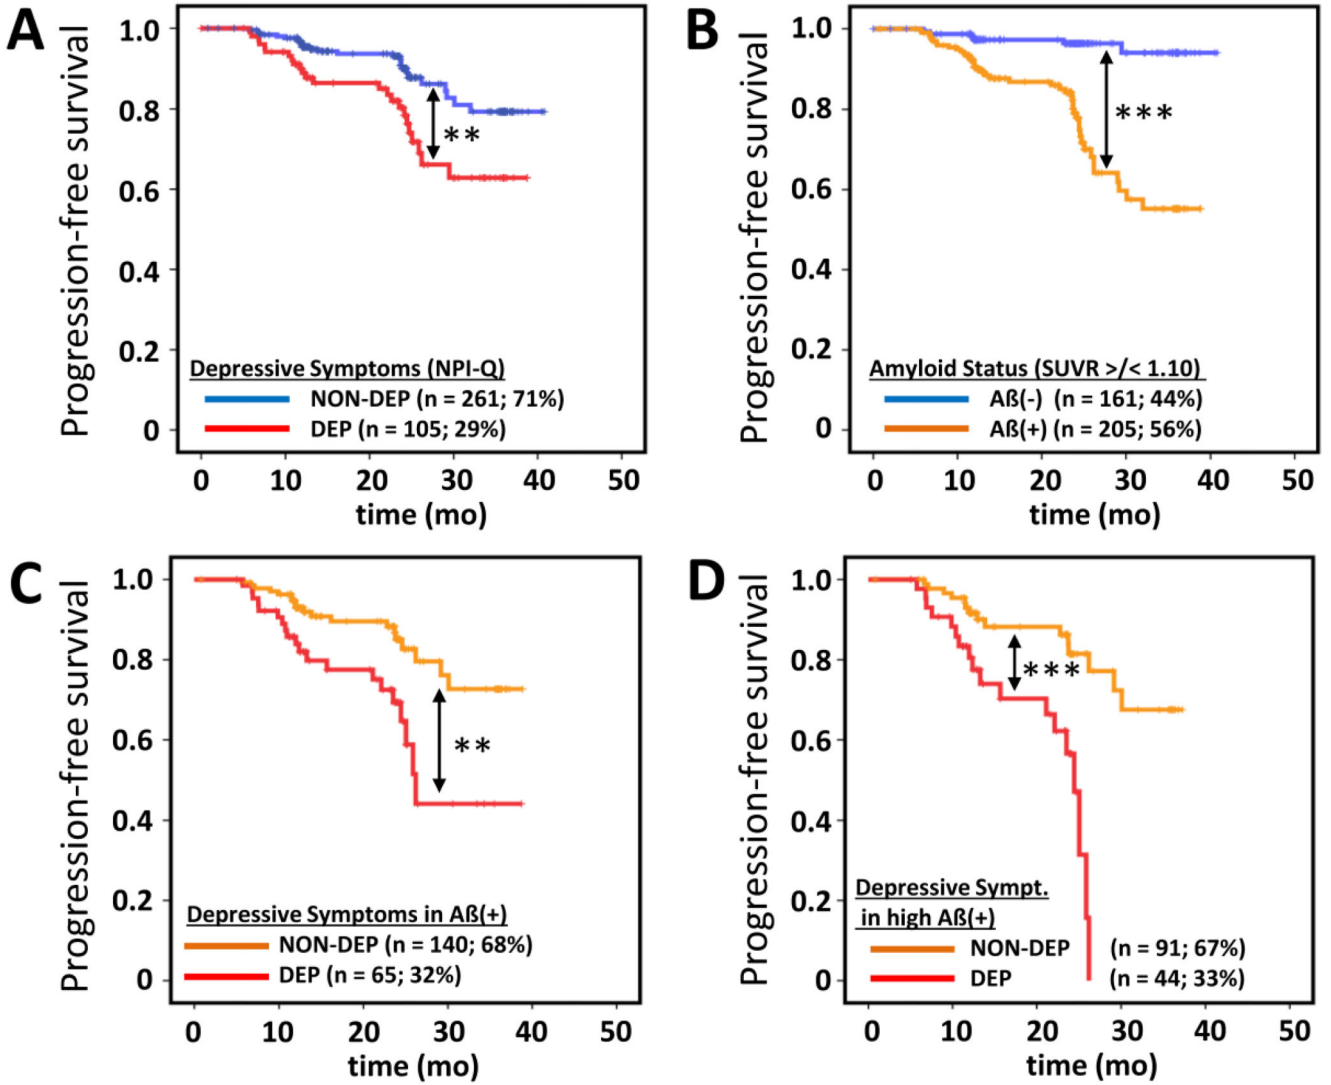 A
Progression-free survival
1.0
0.8
0.6
0.4
0.2
0
**
Depressive Symptoms (NPI-Q)
NON-DEP (n = 261; 71%)
DEP (n = 105; 29%)
0 10 20 30 40 50
time (mo)
B
Progression-free survival
1.0
0.8
0.6
0.4
0.2
0
***
Amyloid Status (SUVR >/< 1.10)
Aß(-) (n = 161; 44%)
Aß(+) (n = 205; 56%)
0 10 20 30 40 50
time (mo)
C
Progression-free survival
1.0
0.8
0.6
0.4
0.2
0
**
Depressive Symptoms in Aß(+)
NON-DEP (n = 140; 68%)
DEP (n = 65; 32%)
0 10 20 30 40 50
time (mo)
D
Progression-free survival
1.0
0.8
0.6
0.4
0.2
0
***
Depressive Sympt.
in high Aß(+)
NON-DEP (n = 91; 67%)
DEP (n = 44; 33%)
0 10 20 30 40 50
time (mo)